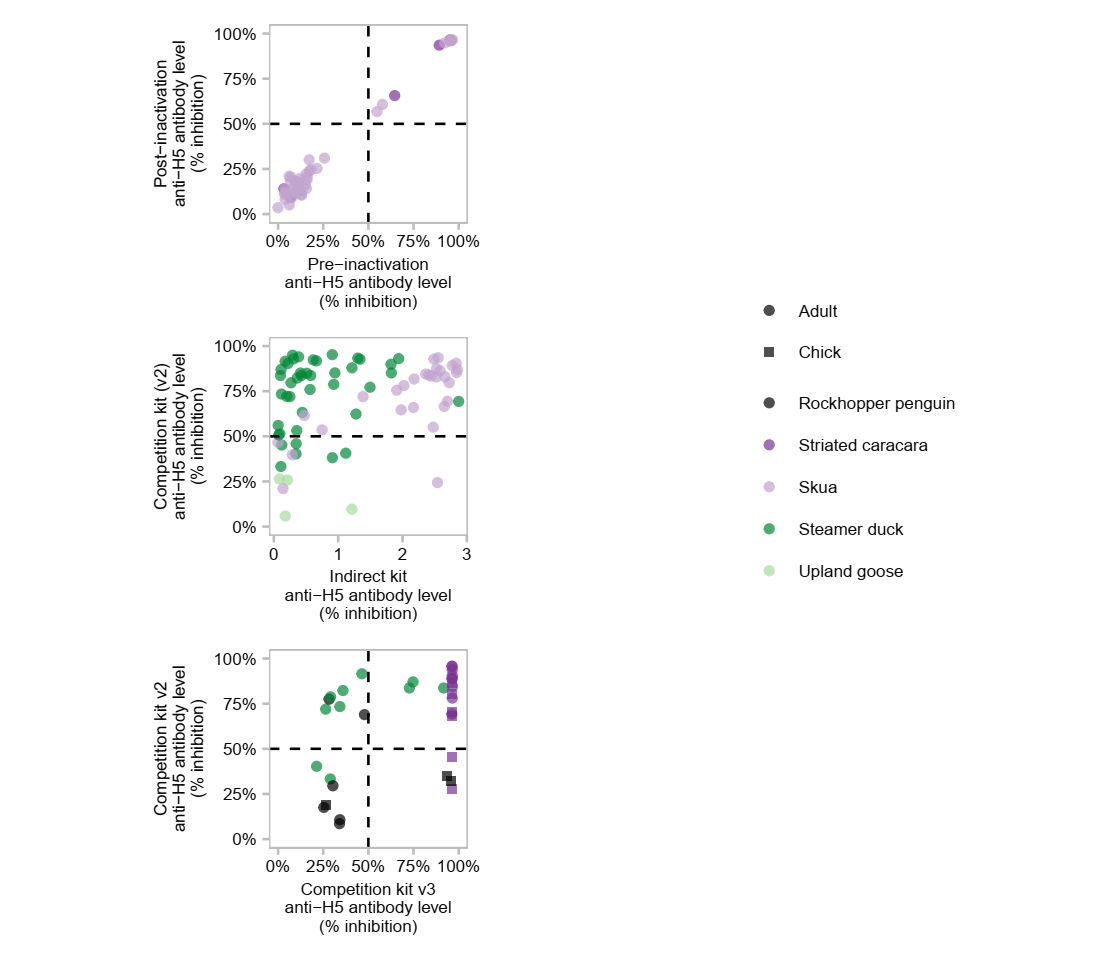 Post−inactivation
anti−H5 antibody level
(% inhibition)
100%
75%
50%
25%
0%
0% 25% 50% 75% 100%
Pre−inactivation
anti−H5 antibody level
(% inhibition)
Competition kit (v2)
anti−H5 antibody level
(% inhibition)
100%
75%
50%
25%
0%
0 1 2 3
Indirect kit
anti−H5 antibody level
(% inhibition)
Competition kit v2
anti−H5 antibody level
(% inhibition)
100%
75%
50%
25%
0%
0% 25% 50% 75% 100%
Competition kit v3
anti−H5 antibody level
(% inhibition)
Adult
Chick
Rockhopper penguin
Striated caracara
Skua
Steamer duck
Upland goose